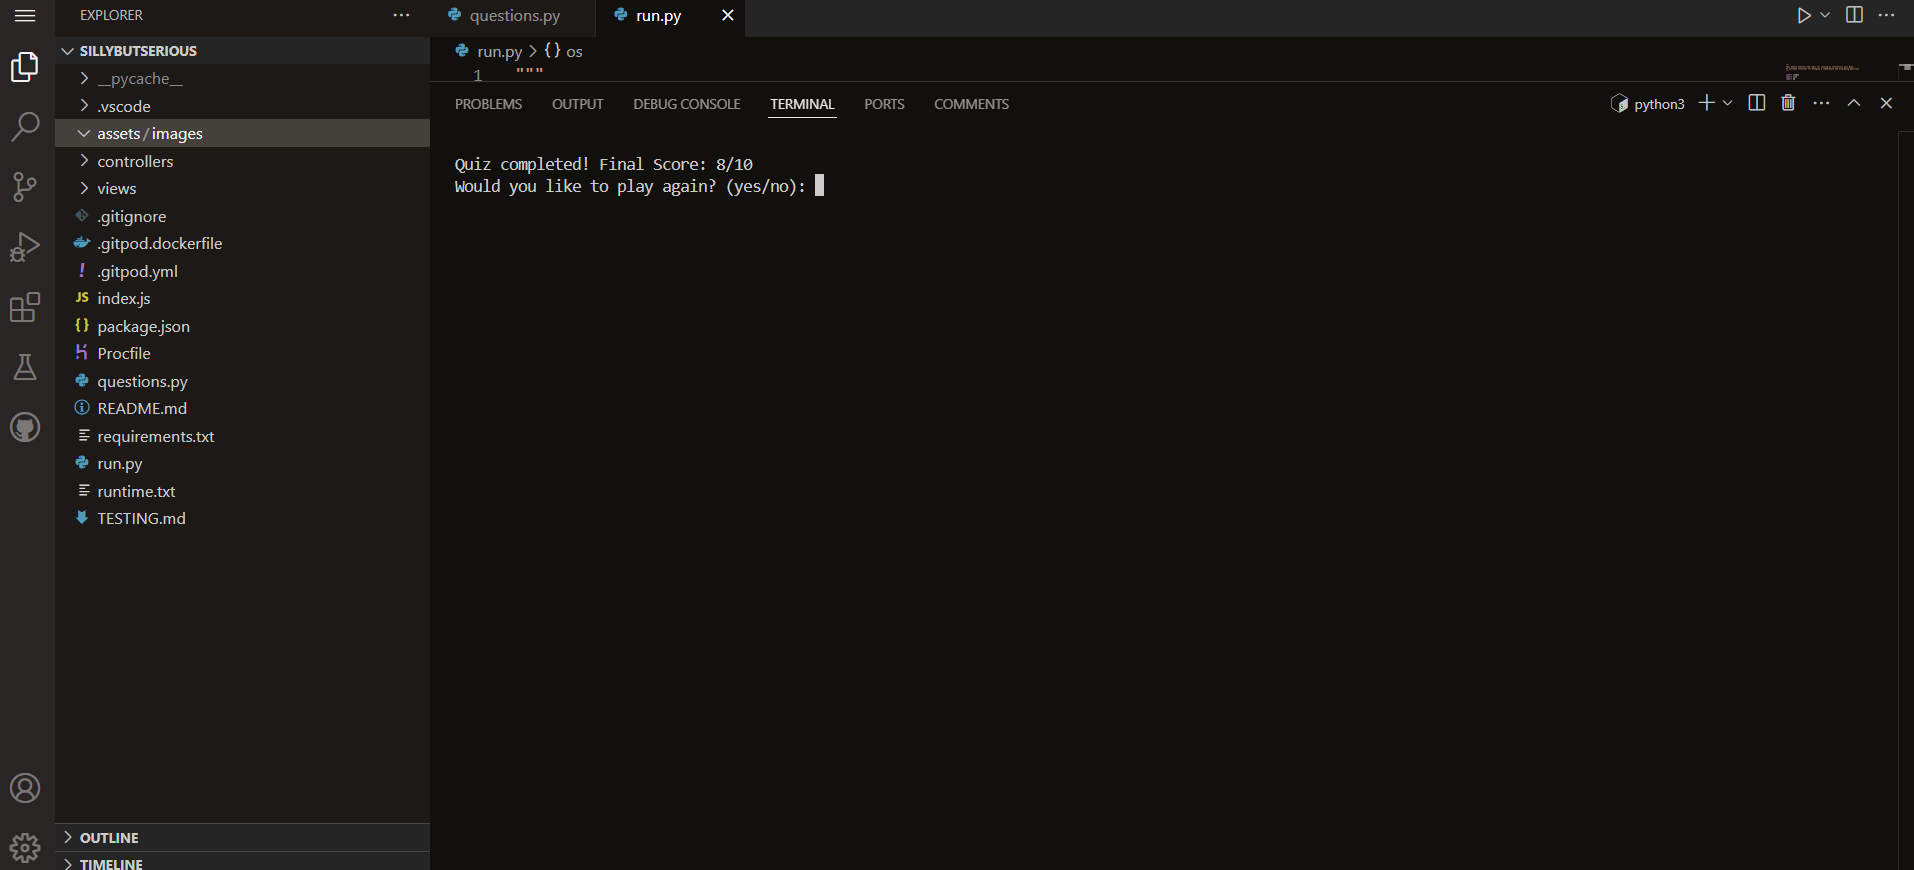 EXPLORER
SILLYBUTSERIOUS
__pycache__
.vscode
assets/images
controllers
views
.gitignore
.gitpod.dockerfile
! .gitpod.yml
JS index.js
{} package.json
Procfile
questions.py
README.md
requirements.txt
run.py
runtime.txt
TESTING.md
OUTLINE
TIMELINE
questions.py run.py
run.py > {} os
1 """
PROBLEMS OUTPUT DEBUG CONSOLE TERMINAL PORTS COMMENTS python3
Quiz completed! Final Score: 8/10
Would you like to play again? (yes/no):